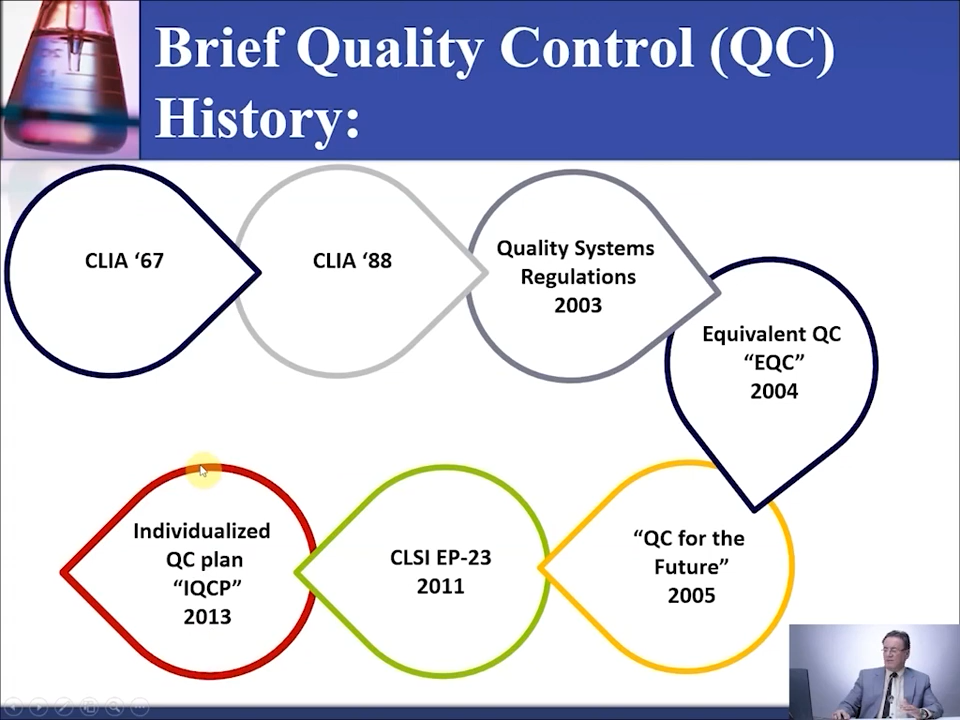 Brief Quality Control (QC)
History:
CLIA ‘67
CLIA ‘88
Quality Systems
Regulations
2003
Equivalent QC
“EQC”
2004
“QC for the
Future”
2005
CLSI EP-23
2011
Individualized
QC plan
“IQCP”
2013